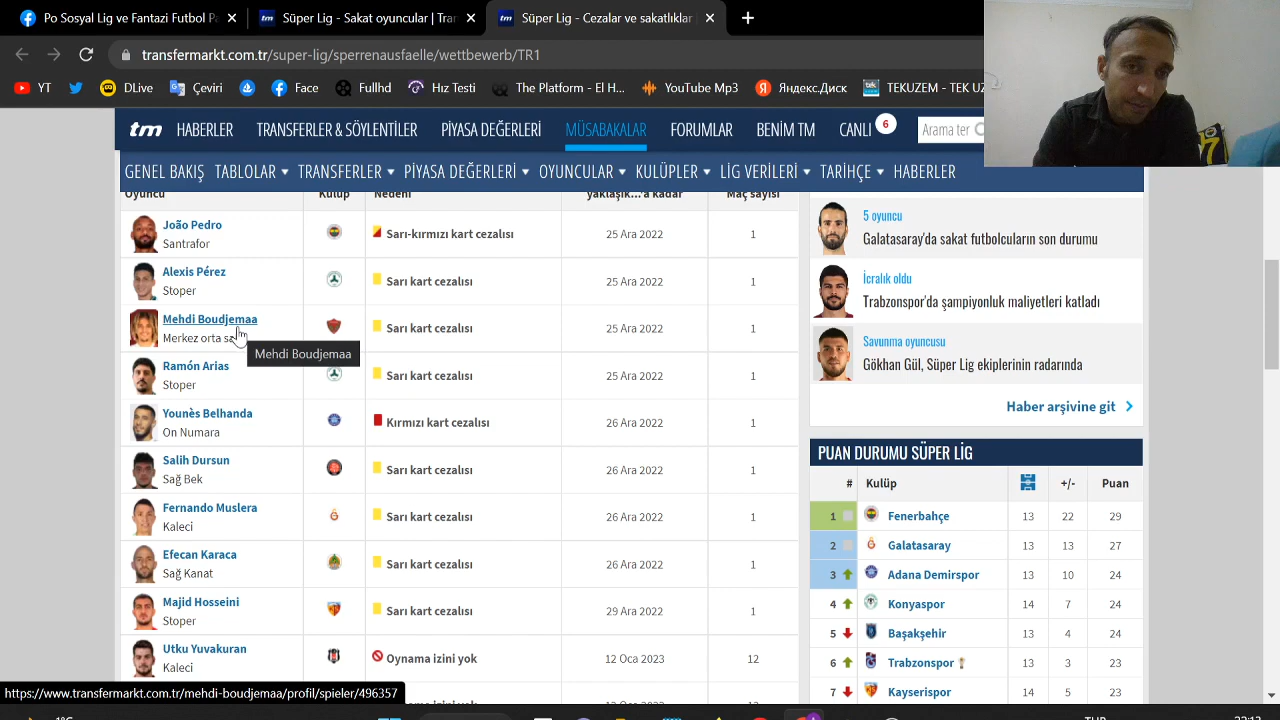 Süper Lig ve Fantazi Futbol Pu
tm Süper Lig - Sakat oyuncular | Tra
tm Süper Lig - Cezalar ve sakatlıklar
transfermarkt.com.tr/super-lig/sperrenausfaelle/wettbewerb/TR1
YT
DLive
Çeviri
Force
Fullhd
Hız Testi
The Platform - El H...
YouTube Mp3
Яндекс.Диск
tek TEKUZEM - TEK UZ
tm HABERLER TRANSFERLER & SÖYLENTİLER PİYASA DEĞERLERİ MÜSABAKALAR FORUMLAR BENİM TM CANLI 6 Arama ter
GENEL BAKIŞ TABLOLAR TRANSFERLER PİYASA DEĞERLERİ OYUNCULAR KULÜPLER LİG VERİLERİ TARİHÇE HABERLER
Oyuncu Kulüp Nedeni yaklaşık...'a kadar Maç sayısı
João Pedro
Santrafor
Sarı-kırmızı kart cezalısı 25 Ara 2022 1
Alexis Pérez
Stoper
Sarı kart cezalısı 25 Ara 2022 1
Mehdi Boudjemaa
Merkez orta sa
Sarı kart cezalısı 25 Ara 2022 1
Mehdi Boudjemaa
Ramón Arias
Stoper
Sarı kart cezalısı 25 Ara 2022 1
Younès Belhanda
On Numara
Kırmızı kart cezalısı 26 Ara 2022 1
Salih Dursun
Sağ Bek
Sarı kart cezalısı 26 Ara 2022 1
Fernando Muslera
Kaleci
Sarı kart cezalısı 26 Ara 2022 1
Efecan Karaca
Sağ Kanat
Sarı kart cezalısı 26 Ara 2022 1
Majid Hosseini
Stoper
Sarı kart cezalısı 29 Ara 2022 1
Utku Yuvakuran
Kaleci
Oynama izini yok 12 Oca 2023 12
5 oyuncu
Galatasaray'da sakat futbolcuların son durumu
İcralık oldu
Trabzonspor'da şampiyonluk maliyetleri katladı
Savunma oyuncusu
Gökhan Gül, Süper Lig ekiplerinin radarında
Haber arşivine git
PUAN DURUMU SÜPER LİG
# Kulüp +/- Puan
1 Fenerbahçe 13 22 29
2 Galatasaray 13 13 27
3 Adana Demirspor 13 10 24
4 Konyaspor 14 7 24
5 Başakşehir 13 4 24
6 Trabzonspor 13 3 23
7 Kayserispor 14 5 23
https://www.transfermarkt.com.tr/mehdi-boudjemaa/profil/spieler/496357